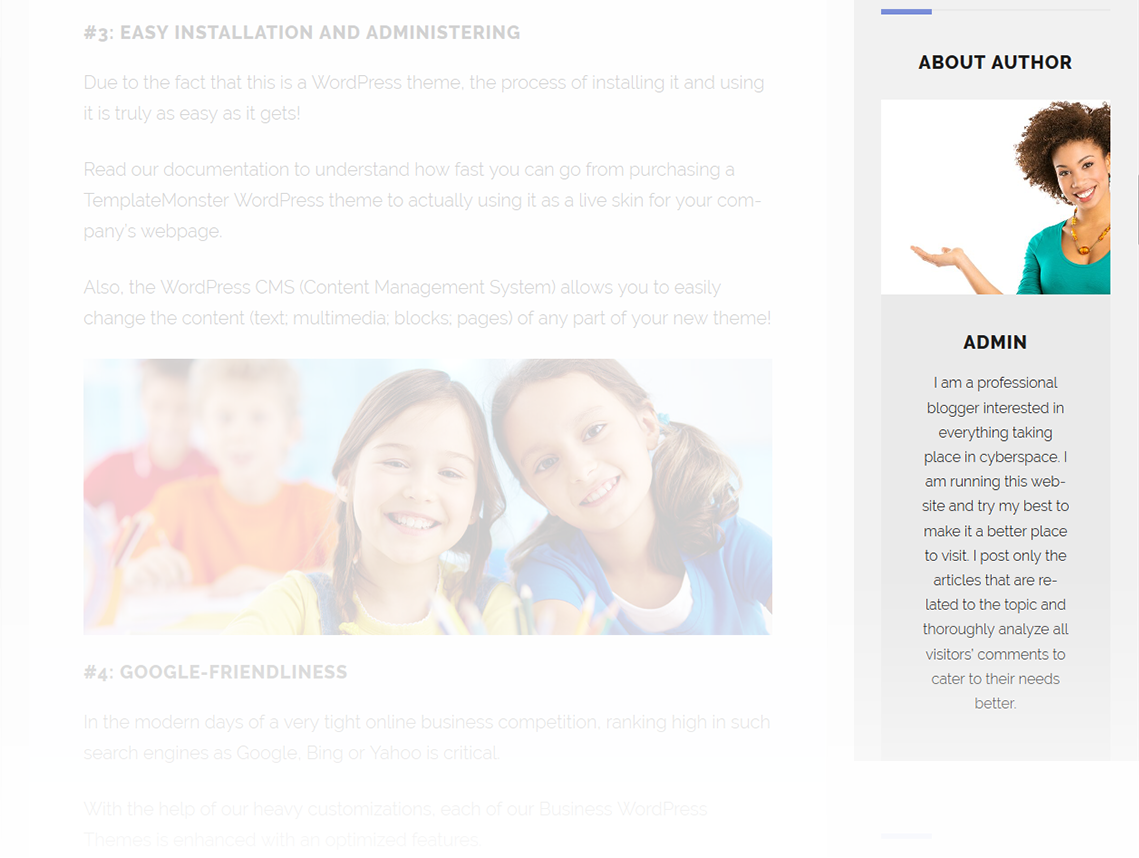 #3: EASY INSTALLATION AND ADMINISTERING
Due to the fact that this is a WordPress theme, the process of installing it and using
it is truly as easy as it gets!
Read our documentation to understand how fast you can go from purchasing a
TemplateMonster WordPress theme to actually using it as a live skin for your com-
pany's webpage.
Also, the WordPress CMS (Content Management System) allows you to easily
change the content (text; multimedia; blocks; pages) of any part of your new theme!
#4: GOOGLE-FRIENDLINESS
In the modern days of a very tight online business competition, ranking high in such
search engines as Google, Bing or Yahoo is critical.
With the help of our heavy customizations, each of our Business WordPress
Themes is enhanced with an optimized features
ABOUT AUTHOR
ADMIN
I am a professional
blogger interested in
everything taking
place in cyberspace. I
am running this web-
site and try my best to
make it a better place
to visit. I post only the
articles that are re-
lated to the topic and
thoroughly analyze all
visitors' comments to
cater to their needs
better.